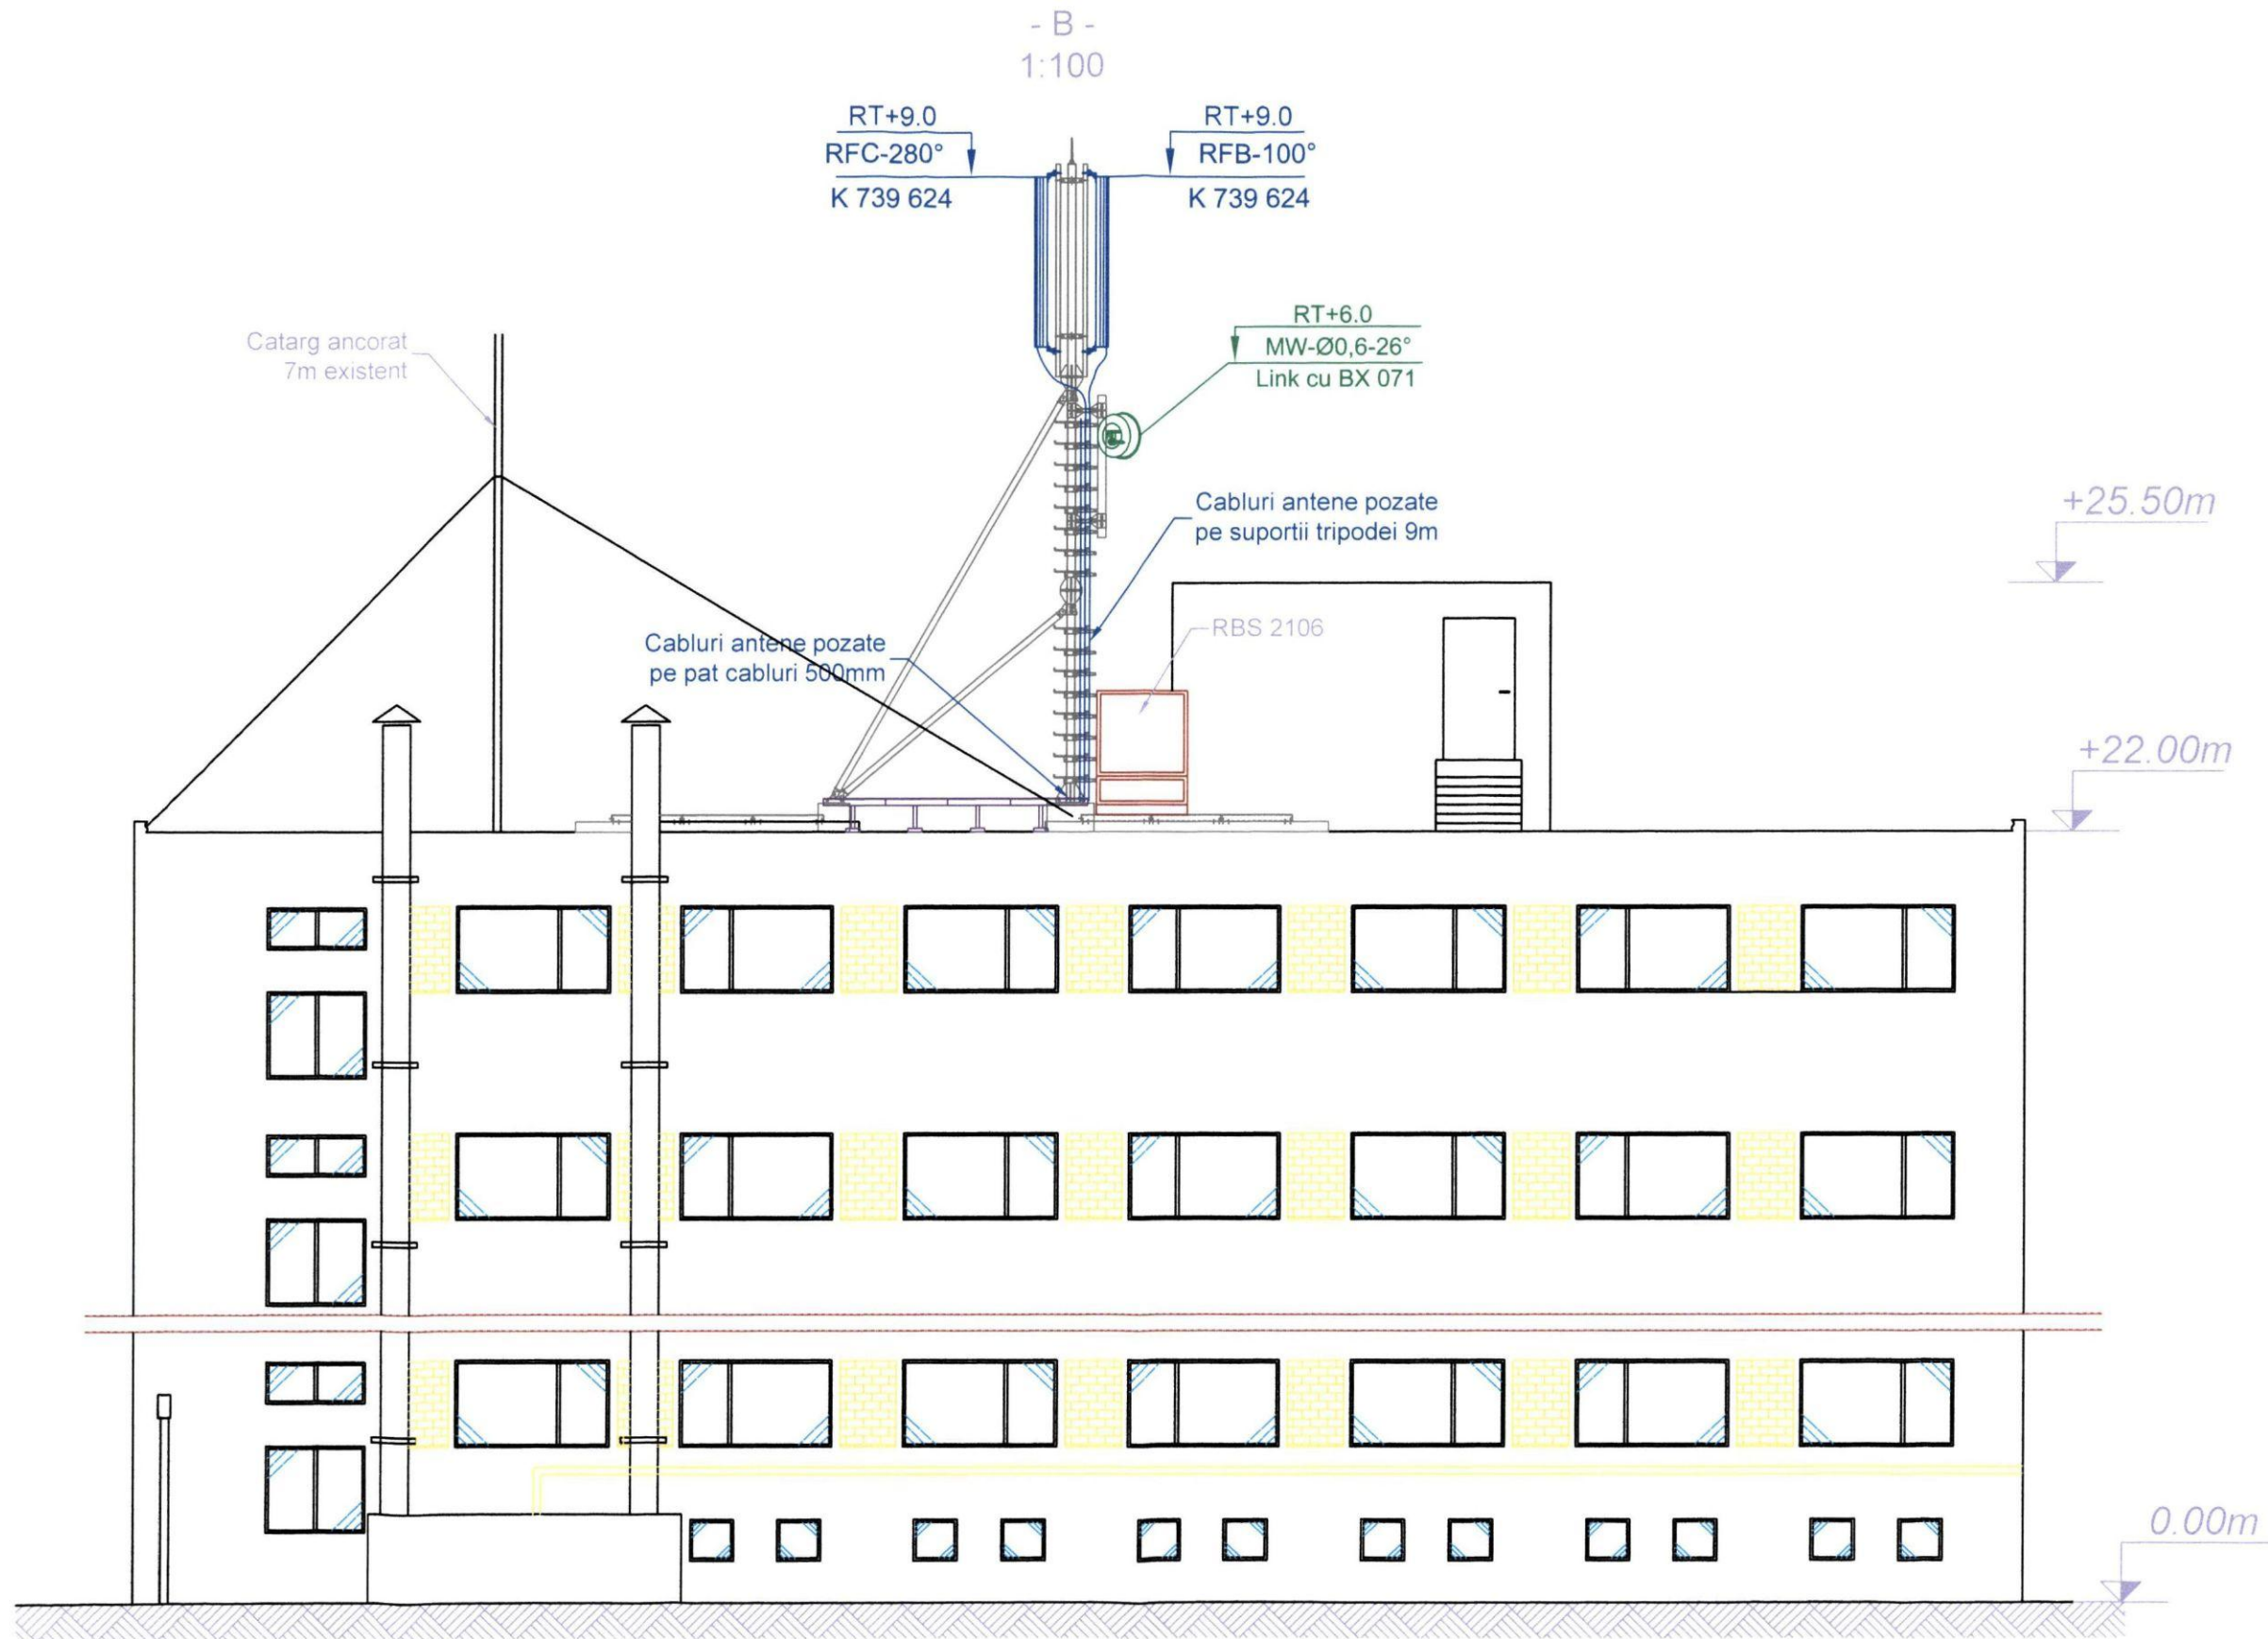 - B -
1:100
RT+9.0
RFC-280°
K 739 624
RT+9.0
RFB-100°
K 739 624
RT+6.0
MW-Ø0,6-26°
Link cu BX 071
Catarg ancorat
7m existent
Cabluri antene pozate
pe suportii tripodei 9m
+25.50m
RBS 2106
Cabluri antene pozate
pe pat cabluri 500mm
+22.00m
0.00m